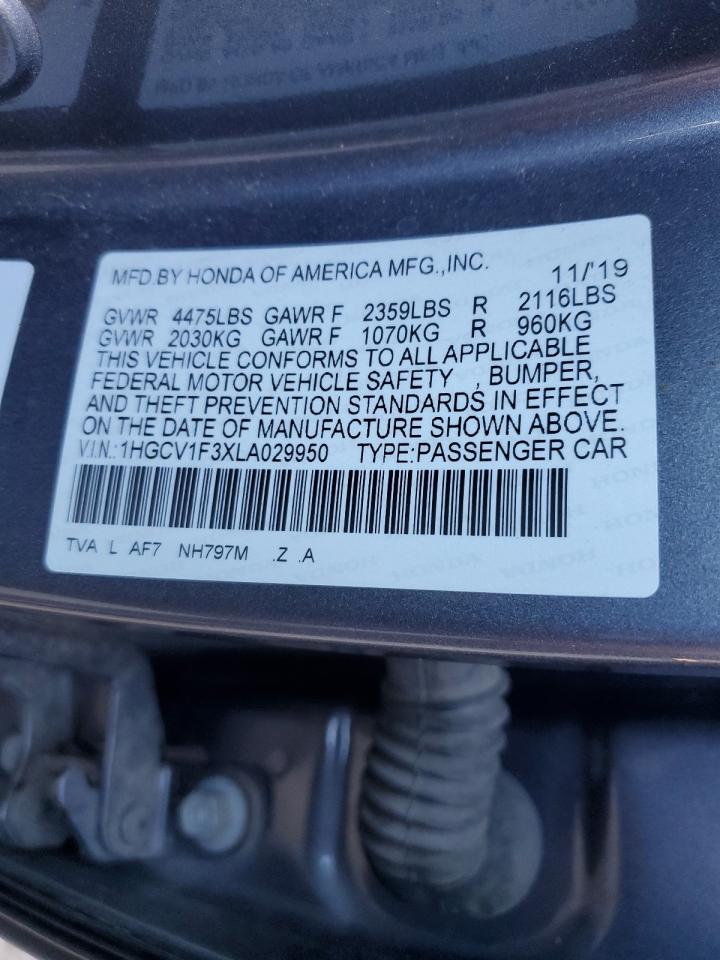 MFD.BY HONDA OF AMERICA MFG.,INC. 11/'19
GVWR 4475LBS GAWR F 2359LBS R 2116LBS
GVWR 2030KG GAWR F 1070KG R 960KG
THIS VEHICLE CONFORMS TO ALL APPLICABLE
FEDERAL MOTOR VEHICLE SAFETY , BUMPER,
AND THEFT PREVENTION STANDARDS IN EFFECT
ON THE DATE OF MANUFACTURE SHOWN ABOVE.
V.I.N.:1HGCV1F3XLA029950 TYPE:PASSENGER CAR
TVA L AF7 NH797M .Z .A